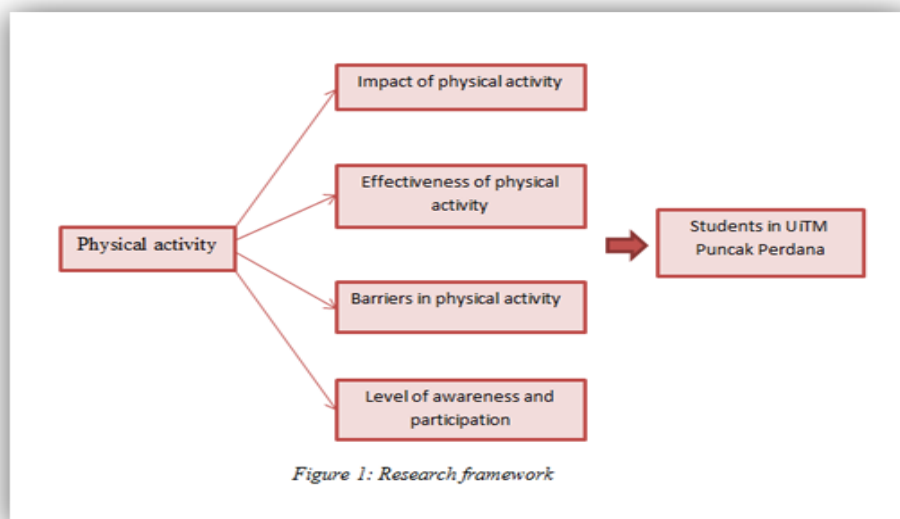 Impact of physical activity
Effectiveness of physical
activity
Physical activity
Students in UiTM
Puncak Perdana
Barriers in physical activity
Level of awareness and
participation
Figure 1: Research framework